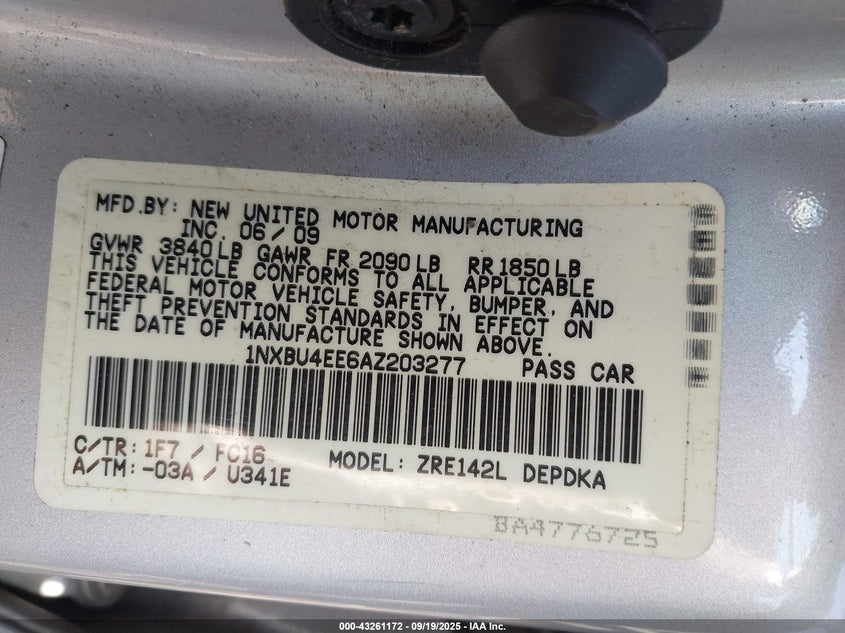 MFD.BY: NEW UNITED MOTOR MANUFACTURING
INC. 06/09
GVWR 3840LB GAWR FR 2090LB RR1850LB
THIS VEHICLE CONFORMS TO ALL APPLICABLE
FEDERAL MOTOR VEHICLE SAFETY, BUMPER, AND
THEFT PREVENTION STANDARDS IN EFFECT ON
THE DATE OF MANUFACTURE SHOWN ABOVE.
1NXBU4EE6AZ203277 PASS CAR
C/TR: 1F7 / FC16
A/TM: -03A / U341E
MODEL: ZRE142L DEPDKA
BA4776725
000-43261172 - 09/19/2025 - IAA Inc.